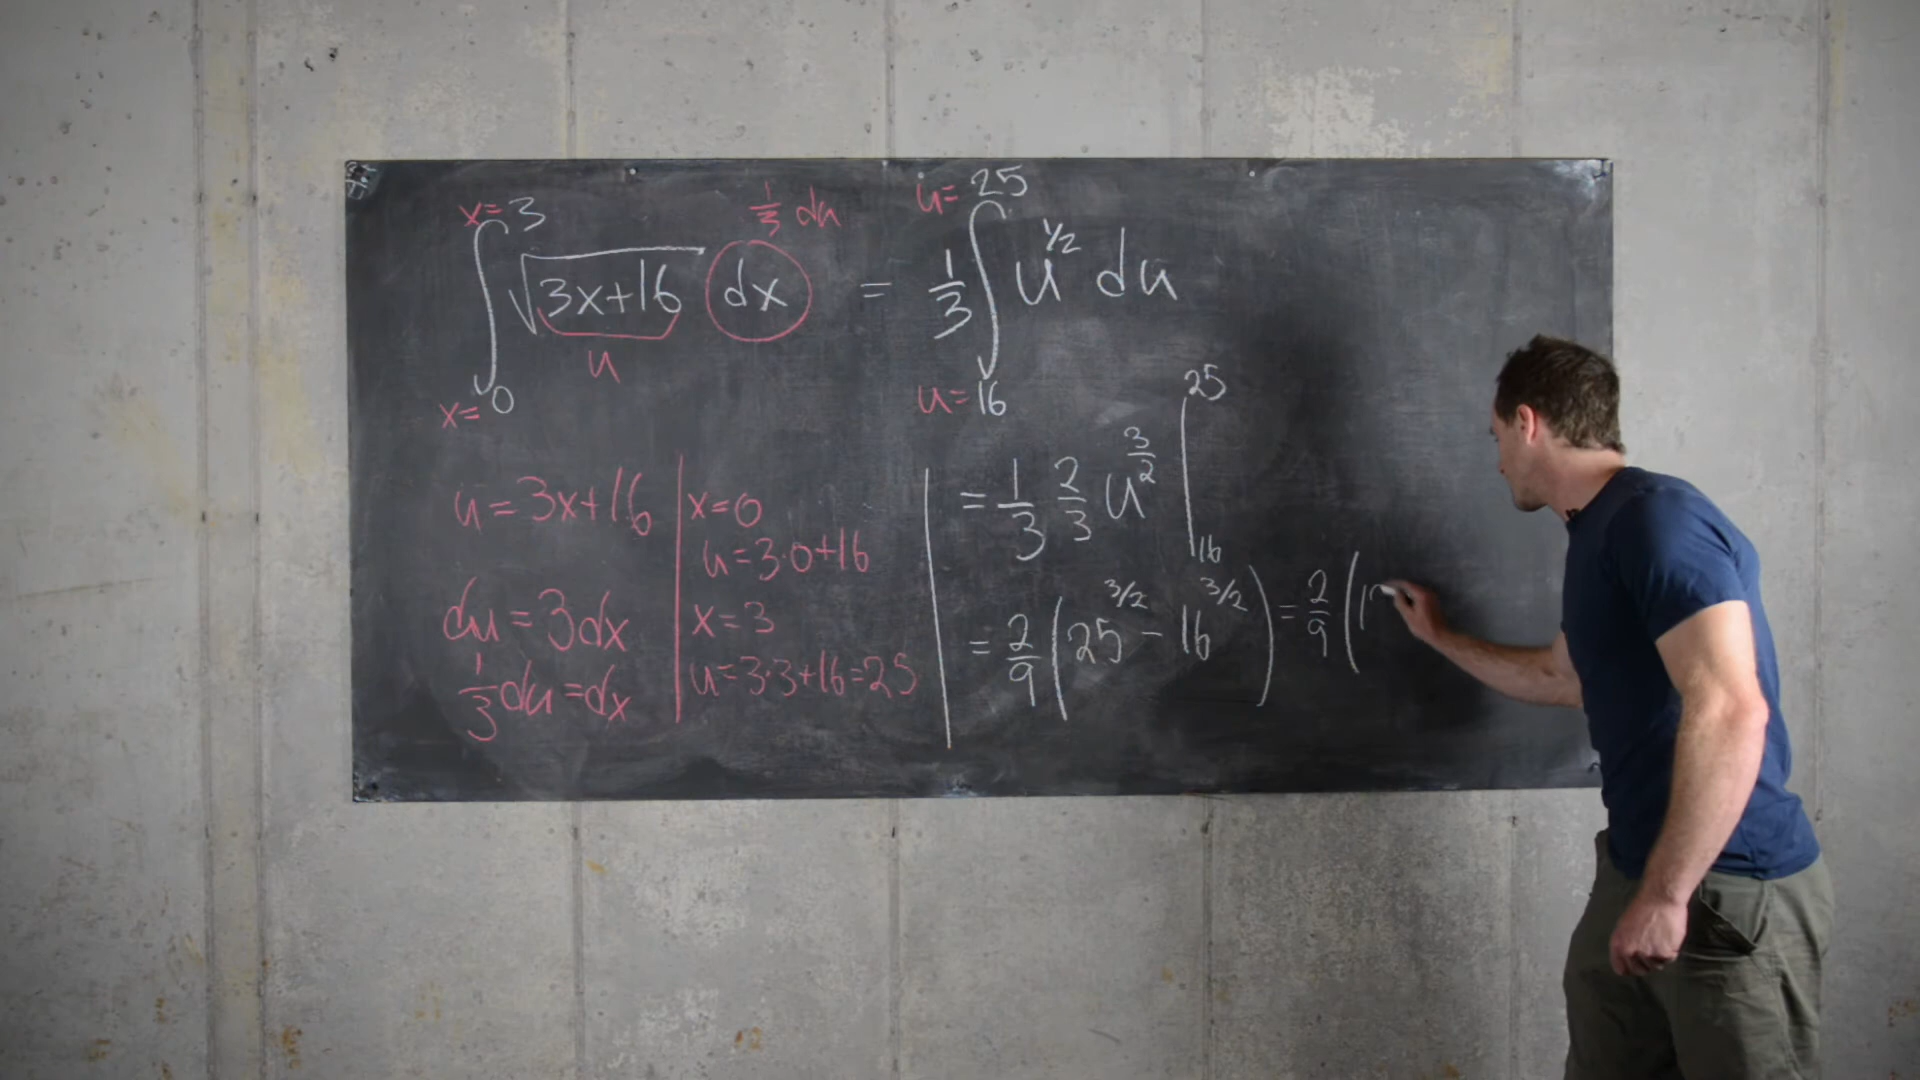 x=3 1/3 du u=25
∫ √3x+16 dx = 1/3 ∫ u^1/2 du
u
x=0 u=16
u=3x+16
du=3dx
1/3 du=dx
x=0
u=3·0+16
x=3
u=3·3+16=25
= 1/3 2/3 u^3/2 |25 16
= 2/9 (25^3/2 - 16^3/2) = 2/9 (1